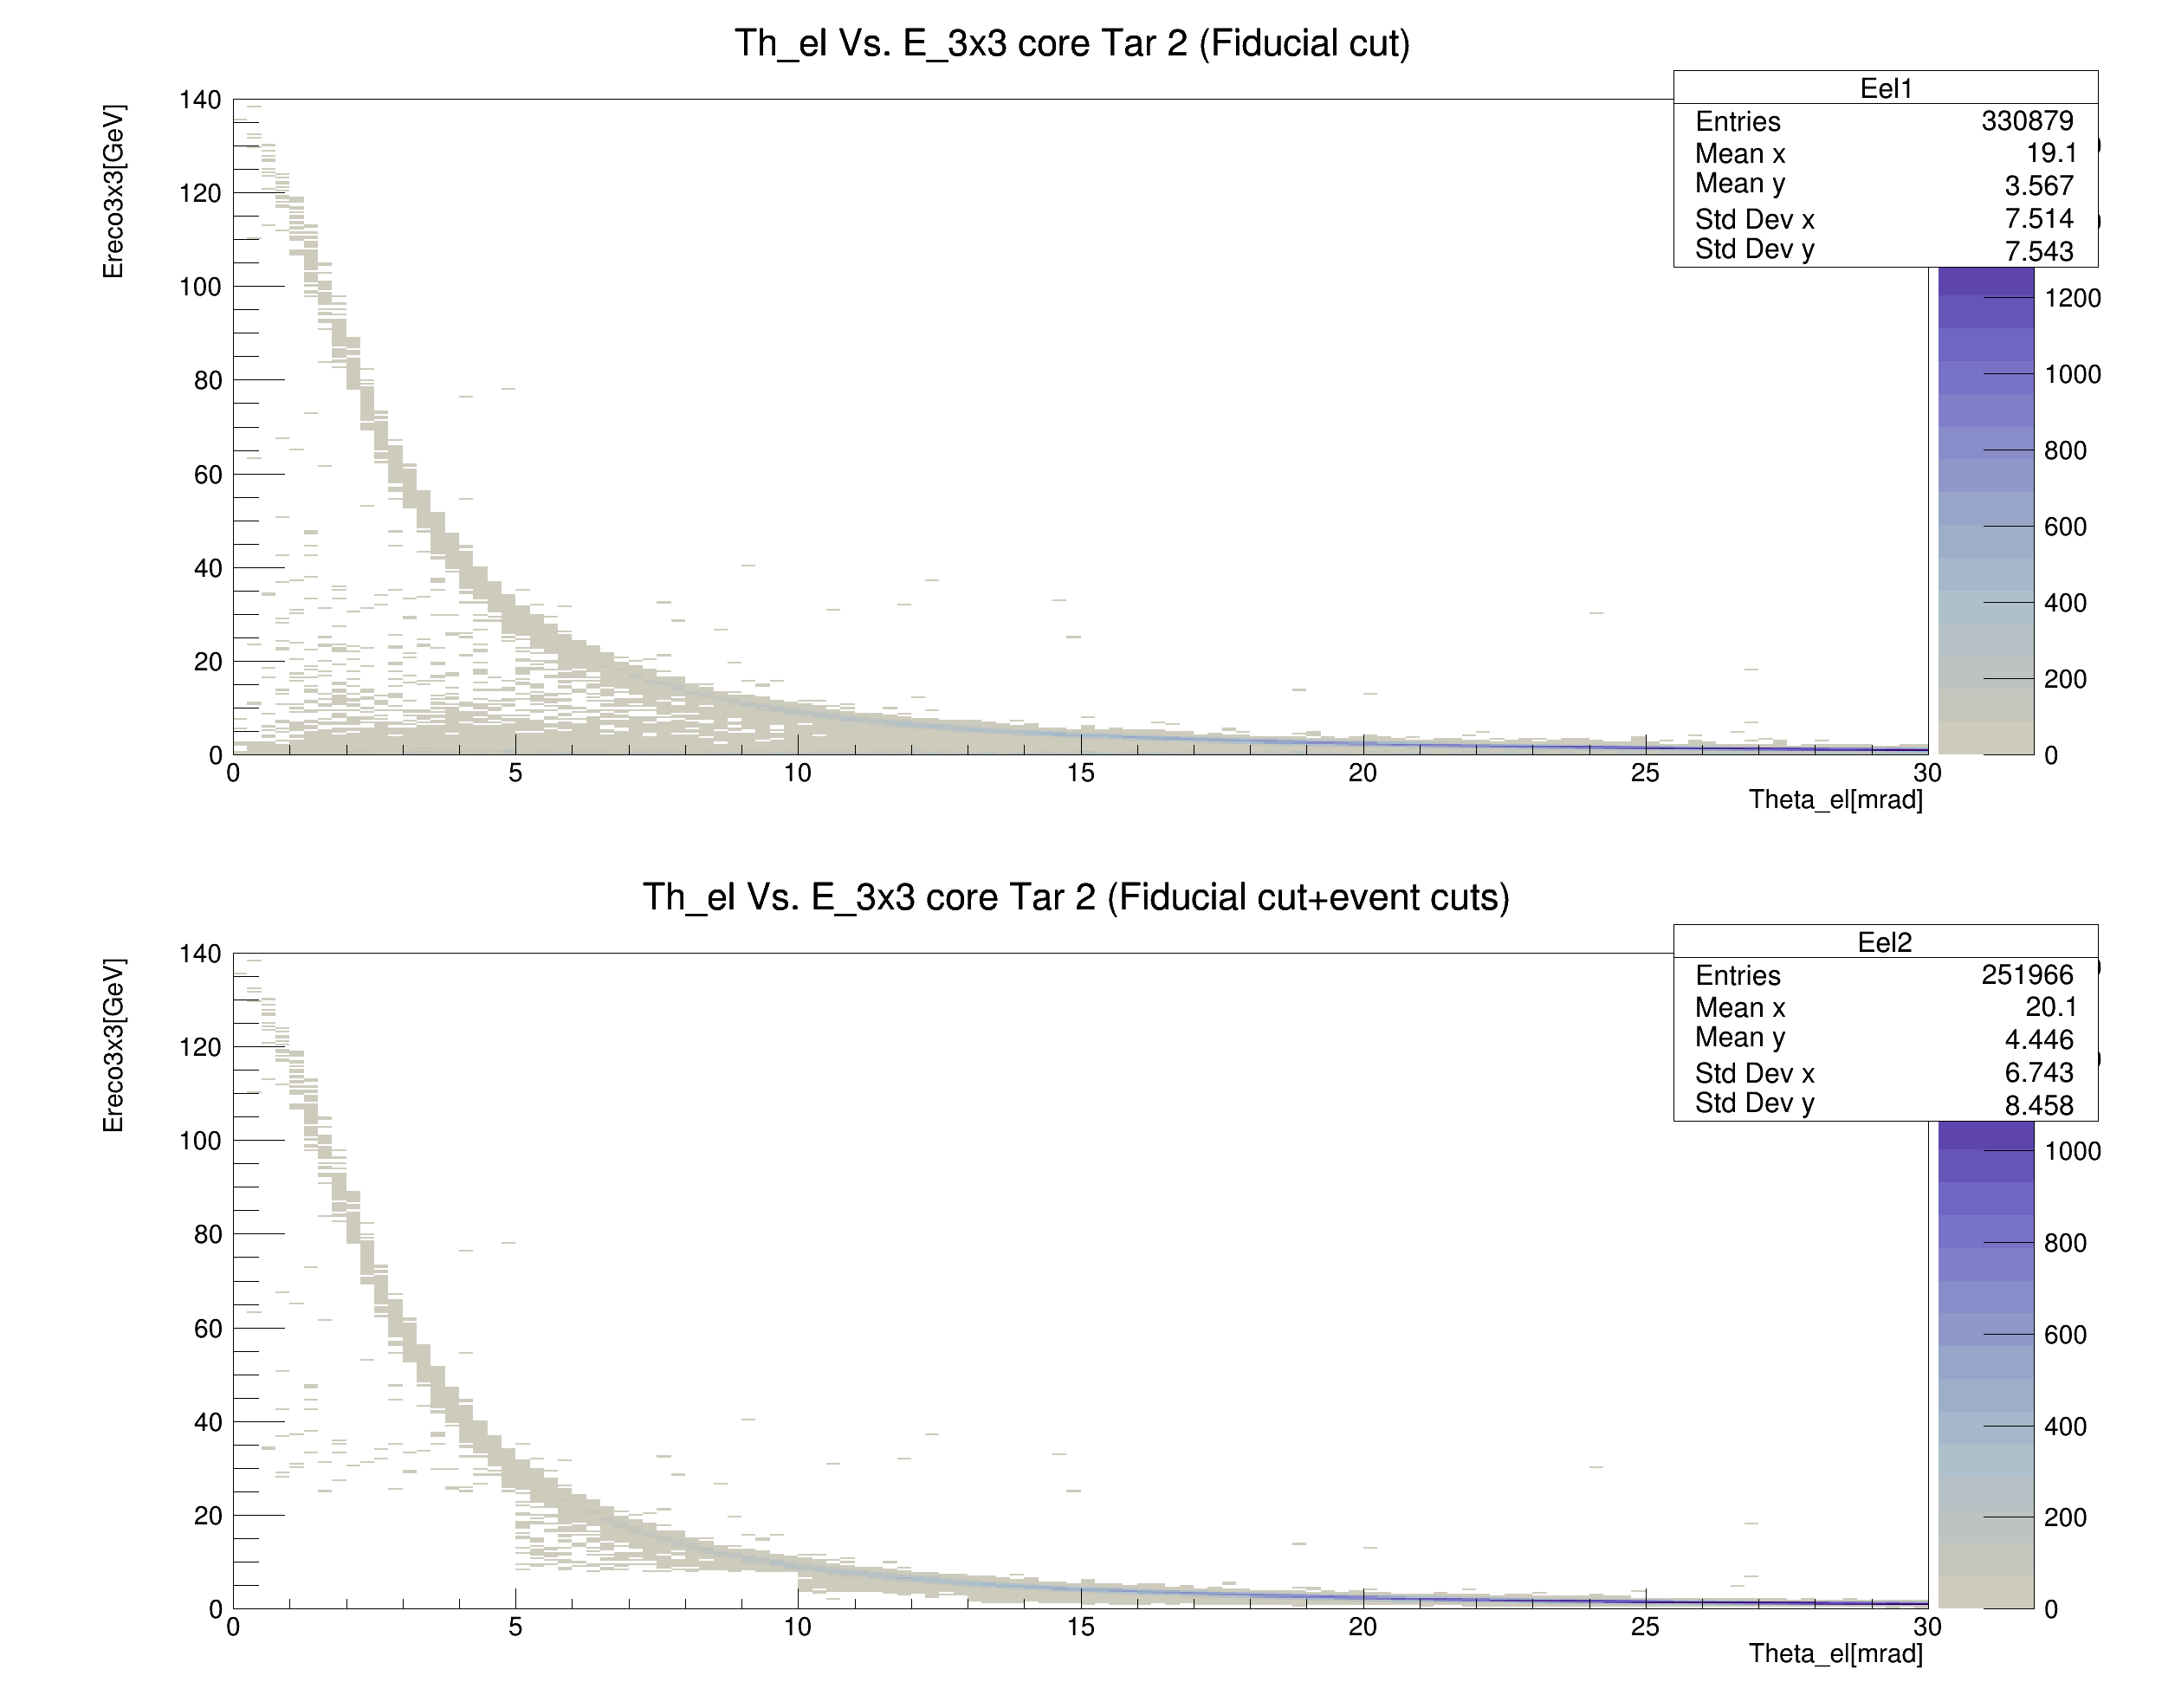 Th_el Vs. E_3x3 core Tar 2 (Fiducial cut)
Ereco3x3[GeV]
140
120
100
80
60
40
20
0
0 5 10 15 20 25 30
Theta_el[mrad]
Eel1
Entries 330879
Mean x 19.1
Mean y 3.567
Std Dev x 7.514
Std Dev y 7.543
1200
1000
800
600
400
200
0
Th_el Vs. E_3x3 core Tar 2 (Fiducial cut+event cuts)
Ereco3x3[GeV]
140
120
100
80
60
40
20
0
0 5 10 15 20 25 30
Theta_el[mrad]
Eel2
Entries 251966
Mean x 20.1
Mean y 4.446
Std Dev x 6.743
Std Dev y 8.458
1000
800
600
400
200
0